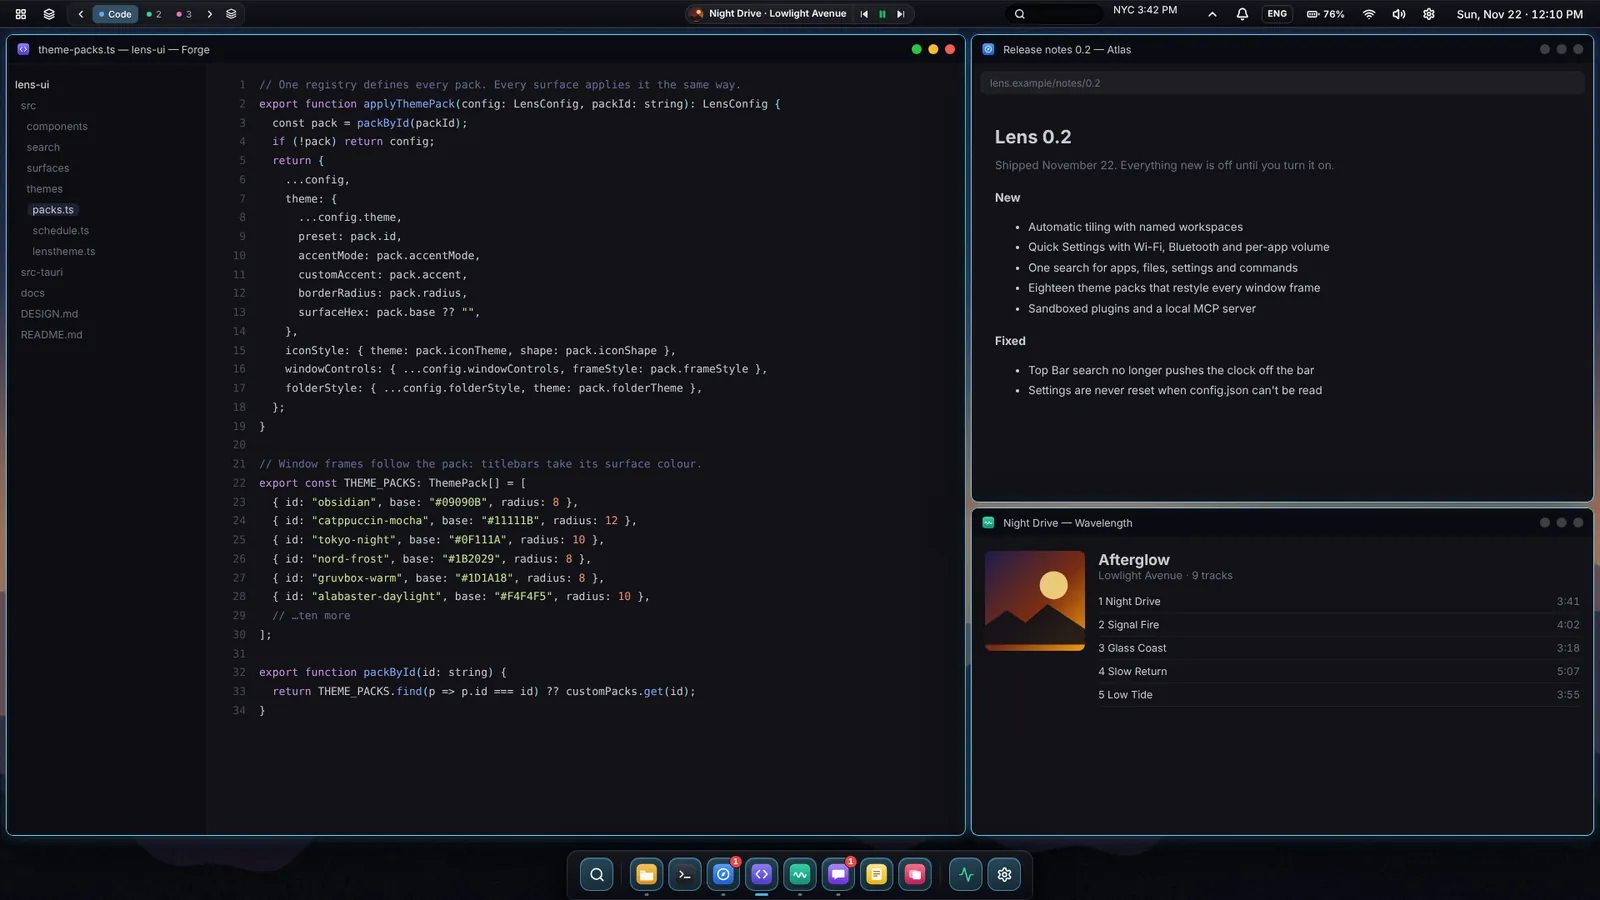 Code
2
3
Night Drive · Lowlight Avenue
NYC 3:42 PM
ENG
76%
Sun, Nov 22 · 12:10 PM
theme-packs.ts — lens-ui — Forge
lens-ui
src
components
search
surfaces
themes
packs.ts
schedule.ts
lenstheme.ts
src-tauri
docs
DESIGN.md
README.md
1 // One registry defines every pack. Every surface applies it the same way.
2 export function applyThemePack(config: LensConfig, packId: string): LensConfig {
3   const pack = packById(packId);
4   if (!pack) return config;
5   return {
6     ...config,
7     theme: {
8       ...config.theme,
9       preset: pack.id,
10       accentMode: pack.accentMode,
11       customAccent: pack.accent,
12       borderRadius: pack.radius,
13       surfaceHex: pack.base ?? "",
14     },
15     iconStyle: { theme: pack.iconTheme, shape: pack.iconShape },
16     windowControls: { ...config.windowControls, frameStyle: pack.frameStyle },
17     folderStyle: { ...config.folderStyle, theme: pack.folderTheme },
18   };
19 }
20
21 // Window frames follow the pack: titlebars take its surface colour.
22 export const THEME_PACKS: ThemePack[] = [
23   { id: "obsidian", base: "#09090B", radius: 8 },
24   { id: "catppuccin-mocha", base: "#11111B", radius: 12 },
25   { id: "tokyo-night", base: "#0F111A", radius: 10 },
26   { id: "nord-frost", base: "#1B2029", radius: 8 },
27   { id: "gruvbox-warm", base: "#1D1A18", radius: 8 },
28   { id: "alabaster-daylight", base: "#F4F4F5", radius: 10 },
29   // …ten more
30 ];
31
32 export function packById(id: string) {
33   return THEME_PACKS.find(p => p.id === id) ?? customPacks.get(id);
34 }
Release notes 0.2 — Atlas
lens.example/notes/0.2
Lens 0.2
Shipped November 22. Everything new is off until you turn it on.
New
• Automatic tiling with named workspaces
• Quick Settings with Wi-Fi, Bluetooth and per-app volume
• One search for apps, files, settings and commands
• Eighteen theme packs that restyle every window frame
• Sandboxed plugins and a local MCP server
Fixed
• Top Bar search no longer pushes the clock off the bar
• Settings are never reset when config.json can't be read
Night Drive — Wavelength
Afterglow
Lowlight Avenue · 9 tracks
1 Night Drive 3:41
2 Signal Fire 4:02
3 Glass Coast 3:18
4 Slow Return 5:07
5 Low Tide 3:55
1
1